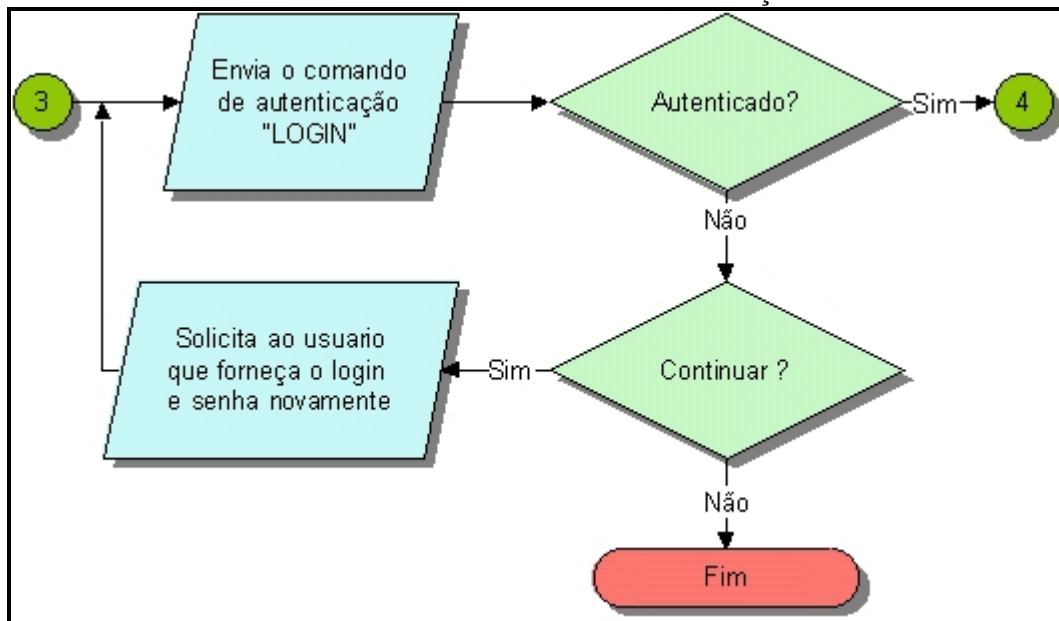 3
Envia o comando
de autenticação
"LOGIN"
Autenticado?
Sim
4
Não
Solicita ao usuario
que forneça o login
e senha novamente
Sim
Continuar ?
Não
Fim